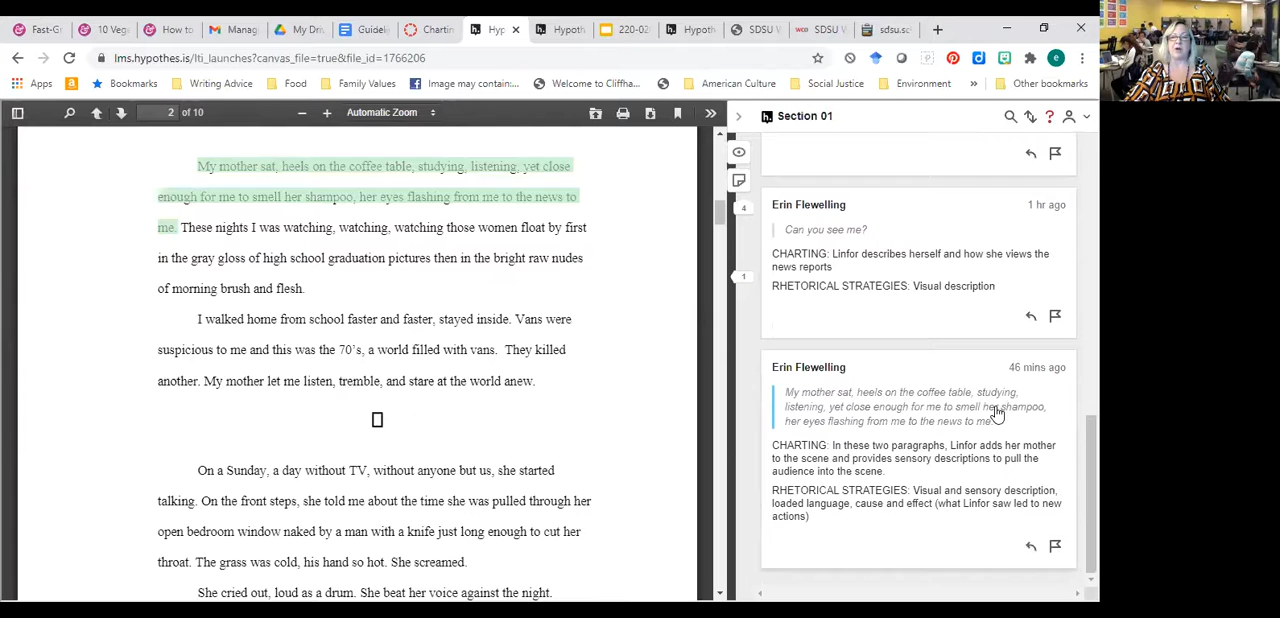 Fast-Gr
10 Vege
How to
Manag
My Driv
Guideli
Chartin
Hyp
Hypoth
220-02
Hypoth
SDSU W
SDSU V
sdsu.sc
lms.hypothes.is/lti_launches?canvas_file=true&file_id=1766206
e
Apps
Bookmarks
Writing Advice
Food
Family Values
Image may contain:...
Welcome to Cliffha...
American Culture
Social Justice
Environment
»
Other bookmarks
2 of 10
Automatic Zoom
My mother sat, heels on the coffee table, studying, listening, yet close
enough for me to smell her shampoo, her eyes flashing from me to the news to
me. These nights I was watching, watching, watching those women float by first
in the gray gloss of high school graduation pictures then in the bright raw nudes
of morning brush and flesh.
I walked home from school faster and faster, stayed inside. Vans were
suspicious to me and this was the 70's, a world filled with vans. They killed
another. My mother let me listen, tremble, and stare at the world anew.
On a Sunday, a day without TV, without anyone but us, she started
talking. On the front steps, she told me about the time she was pulled through her
open bedroom window naked by a man with a knife just long enough to cut her
throat. The grass was cold, his hand so hot. She screamed.
She cried out, loud as a drum. She beat her voice against the night.
h. Section 01
4
1
Erin Flewelling 1 hr ago
Can you see me?
CHARTING: Linfor describes herself and how she views the
news reports
RHETORICAL STRATEGIES: Visual description
Erin Flewelling 46 mins ago
My mother sat, heels on the coffee table, studying,
listening, yet close enough for me to smell her shampoo,
her eyes flashing from me to the news to me.
CHARTING: In these two paragraphs, Linfor adds her mother
to the scene and provides sensory descriptions to pull the
audience into the scene.
RHETORICAL STRATEGIES: Visual and sensory description,
loaded language, cause and effect (what Linfor saw led to new
actions)